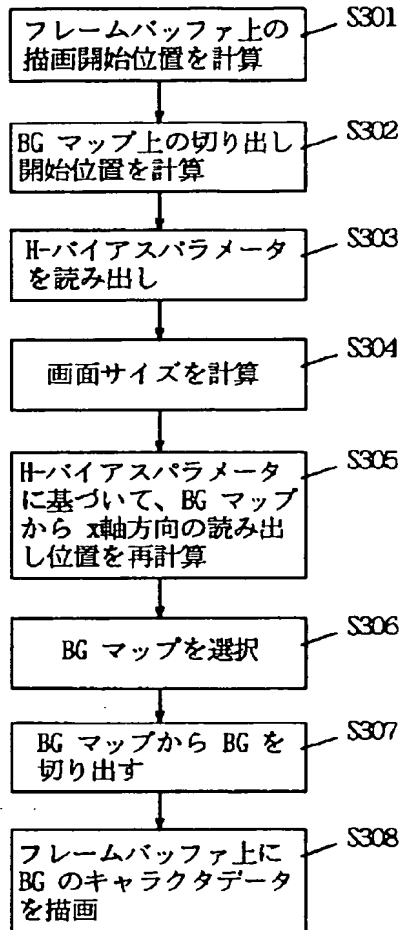 フレームバッファ上の
描画開始位置を計算
S301
BG マップ上の切り出し
開始位置を計算
S302
H-バイアスパラメータ
を読み出し
S303
画面サイズを計算
S304
H-バイアスパラメータ
に基づいて、BG マップ
から x軸方向の読み出
し位置を再計算
S305
BG マップを選択
S306
BG マップから BG を
切り出す
S307
フレームバッファ上に
BG のキャラクタデータ
を描画
S308